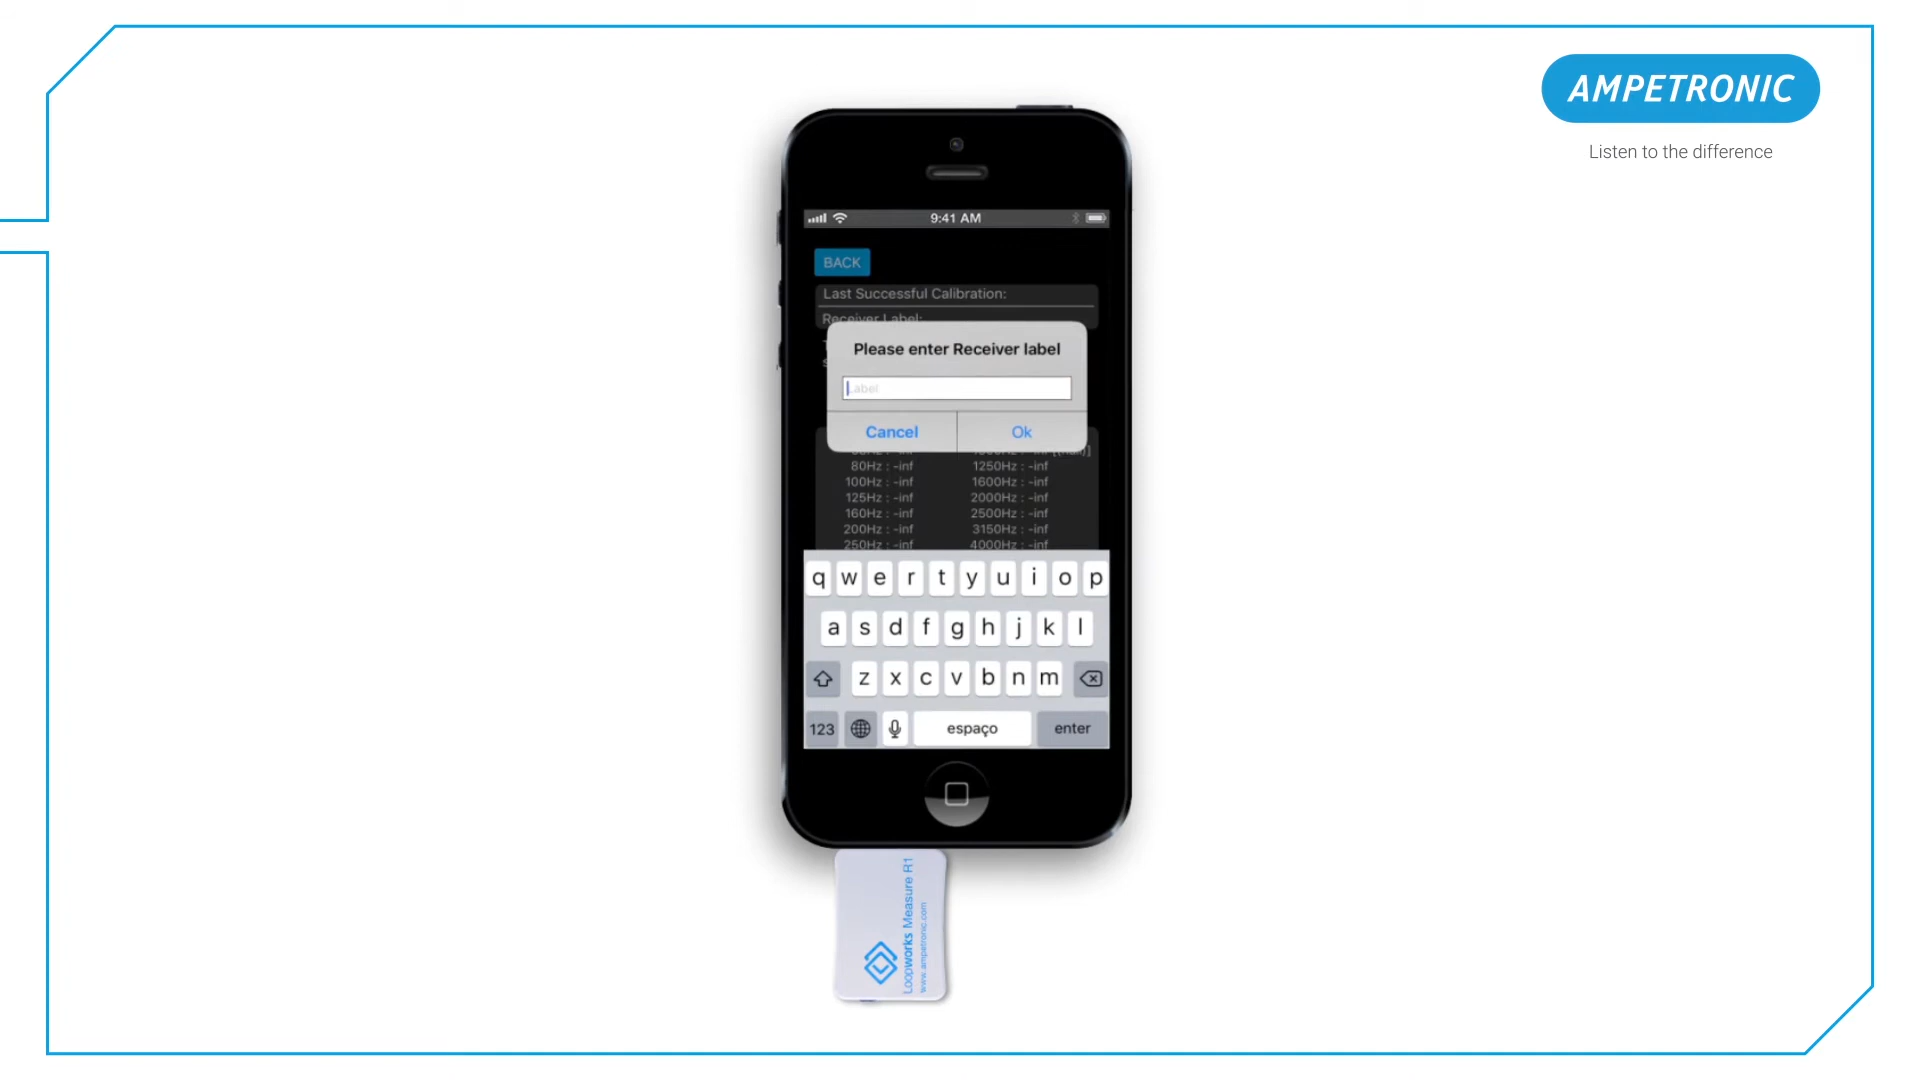 AMPETRONIC
Listen to the difference
9:41 AM
BACK
Last Successful Calibration:
Receiver Label:
Please enter Receiver label
Label
Cancel
Ok
80Hz : -inf 1250Hz : -inf
100Hz : -inf 1600Hz : -inf
125Hz : -inf 2000Hz : -inf
160Hz : -inf 2500Hz : -inf
200Hz : -inf 3150Hz : -inf
250Hz : -inf 4000Hz : -inf
q w e r t y u i o p
a s d f g h j k l
z x c v b n m
123 espaço enter
Loopworks Measure R1
www.ampetronic.com